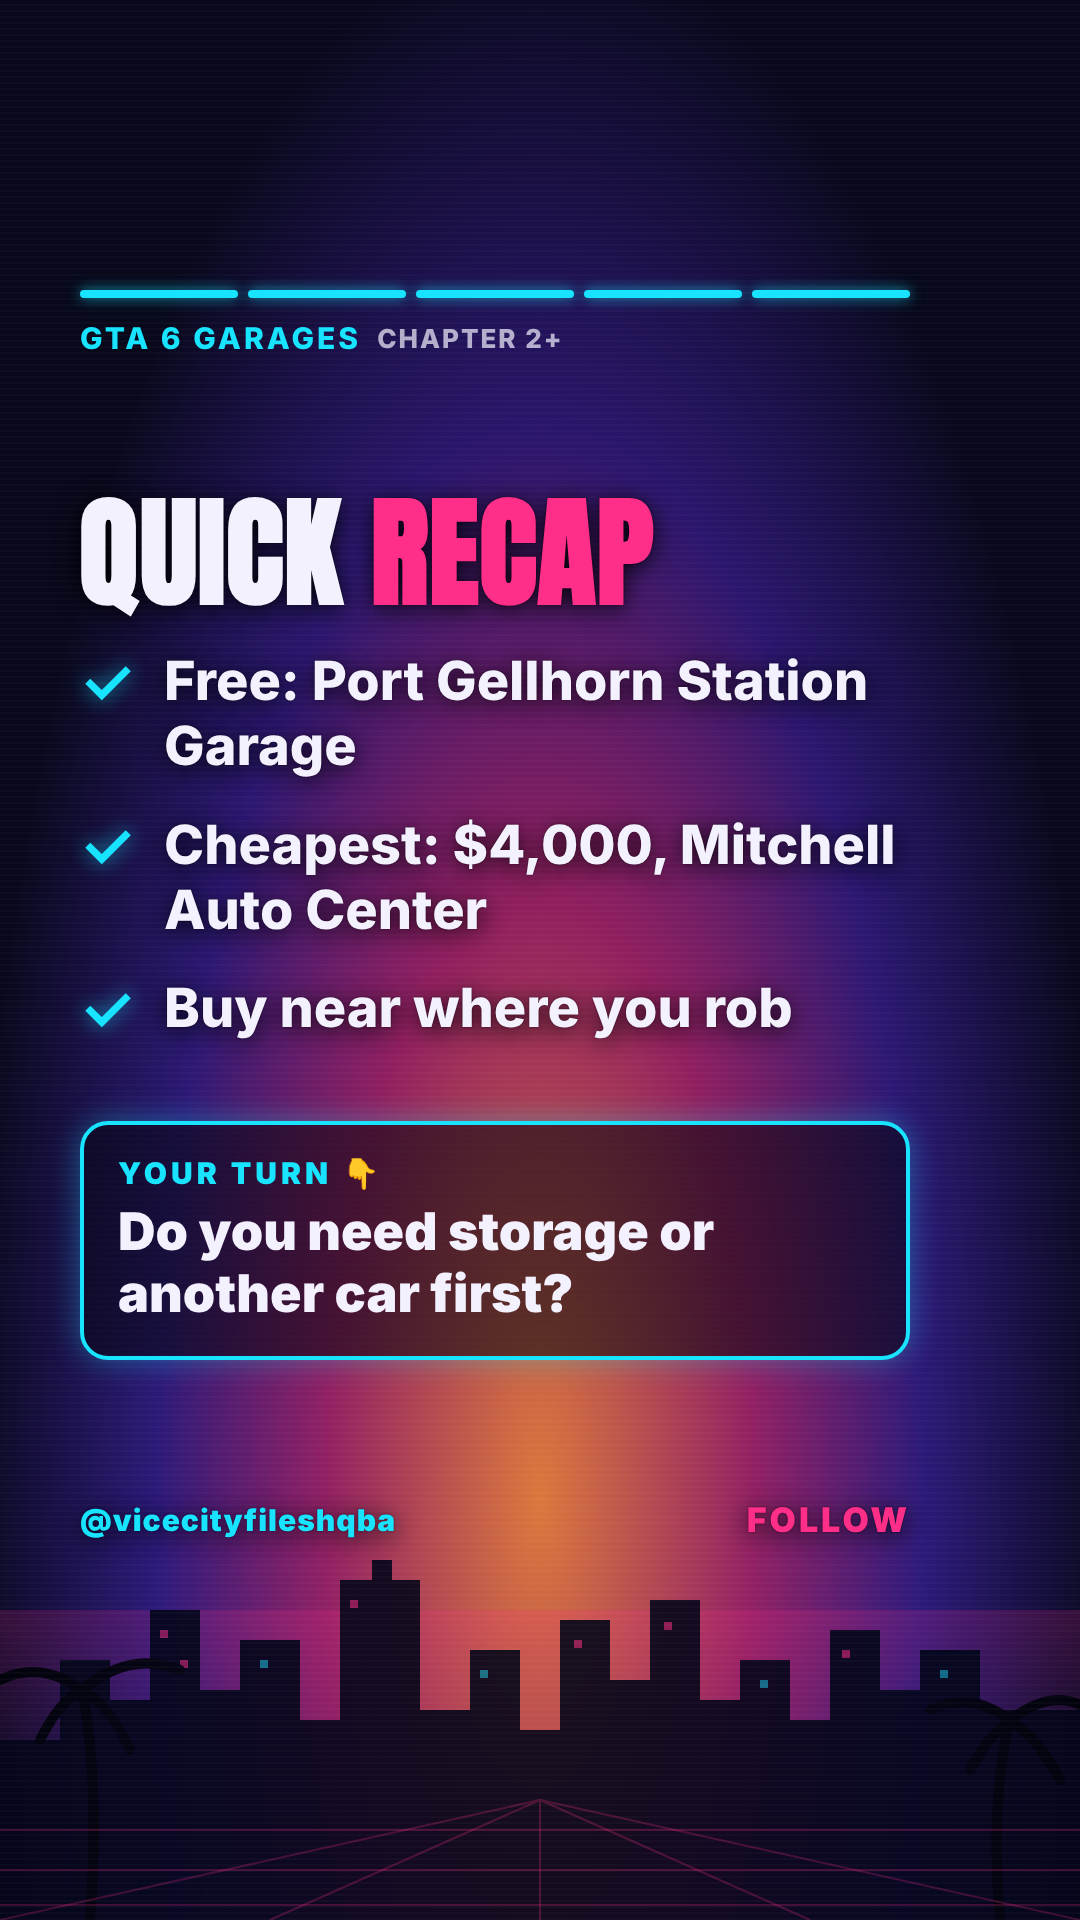 GTA 6 GARAGES CHAPTER 2+
QUICK RECAP
Free: Port Gellhorn Station
Garage
Cheapest: $4,000, Mitchell
Auto Center
Buy near where you rob
YOUR TURN 👇
Do you need storage or
another car first?
@vicecityfileshqba FOLLOW